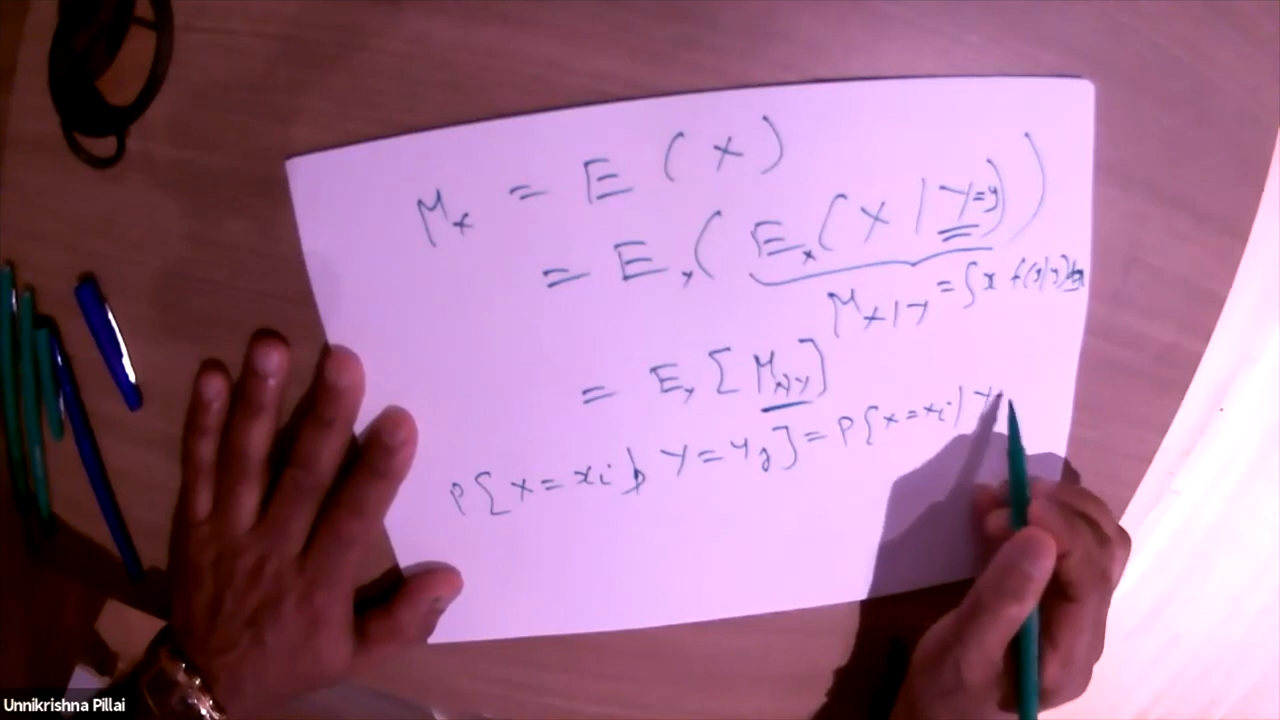 μx = E ( x )
= Ey ( Ex ( X | Y=y ) )
μx|y = ∫ x f(x|y) dx
= Ey [ μx|y ]
P{ X = xi , Y = yj } = P{ X = xi | Y
Unnikrishna Pillai